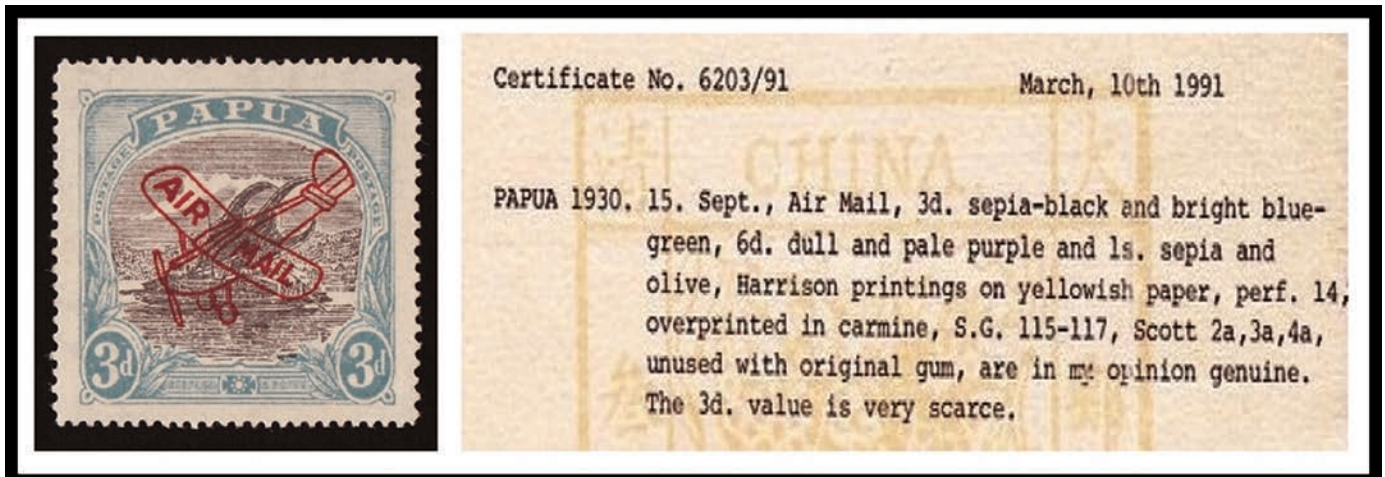 PAPUA
POSTAGE
POSTAGE
AIR MAIL
3d
3d
Certificate No. 6203/91
March, 10th 1991
CHINA
PAPUA 1930. 15. Sept., Air Mail, 3d. sepia-black and bright blue-
green, 6d. dull and pale purple and 1s. sepia and
olive, Harrison printings on yellowish paper, perf. 14,
overprinted in carmine, S.G. 115-117, Scott 2a,3a,4a,
unused with original gum, are in my opinion genuine.
The 3d. value is very scarce.